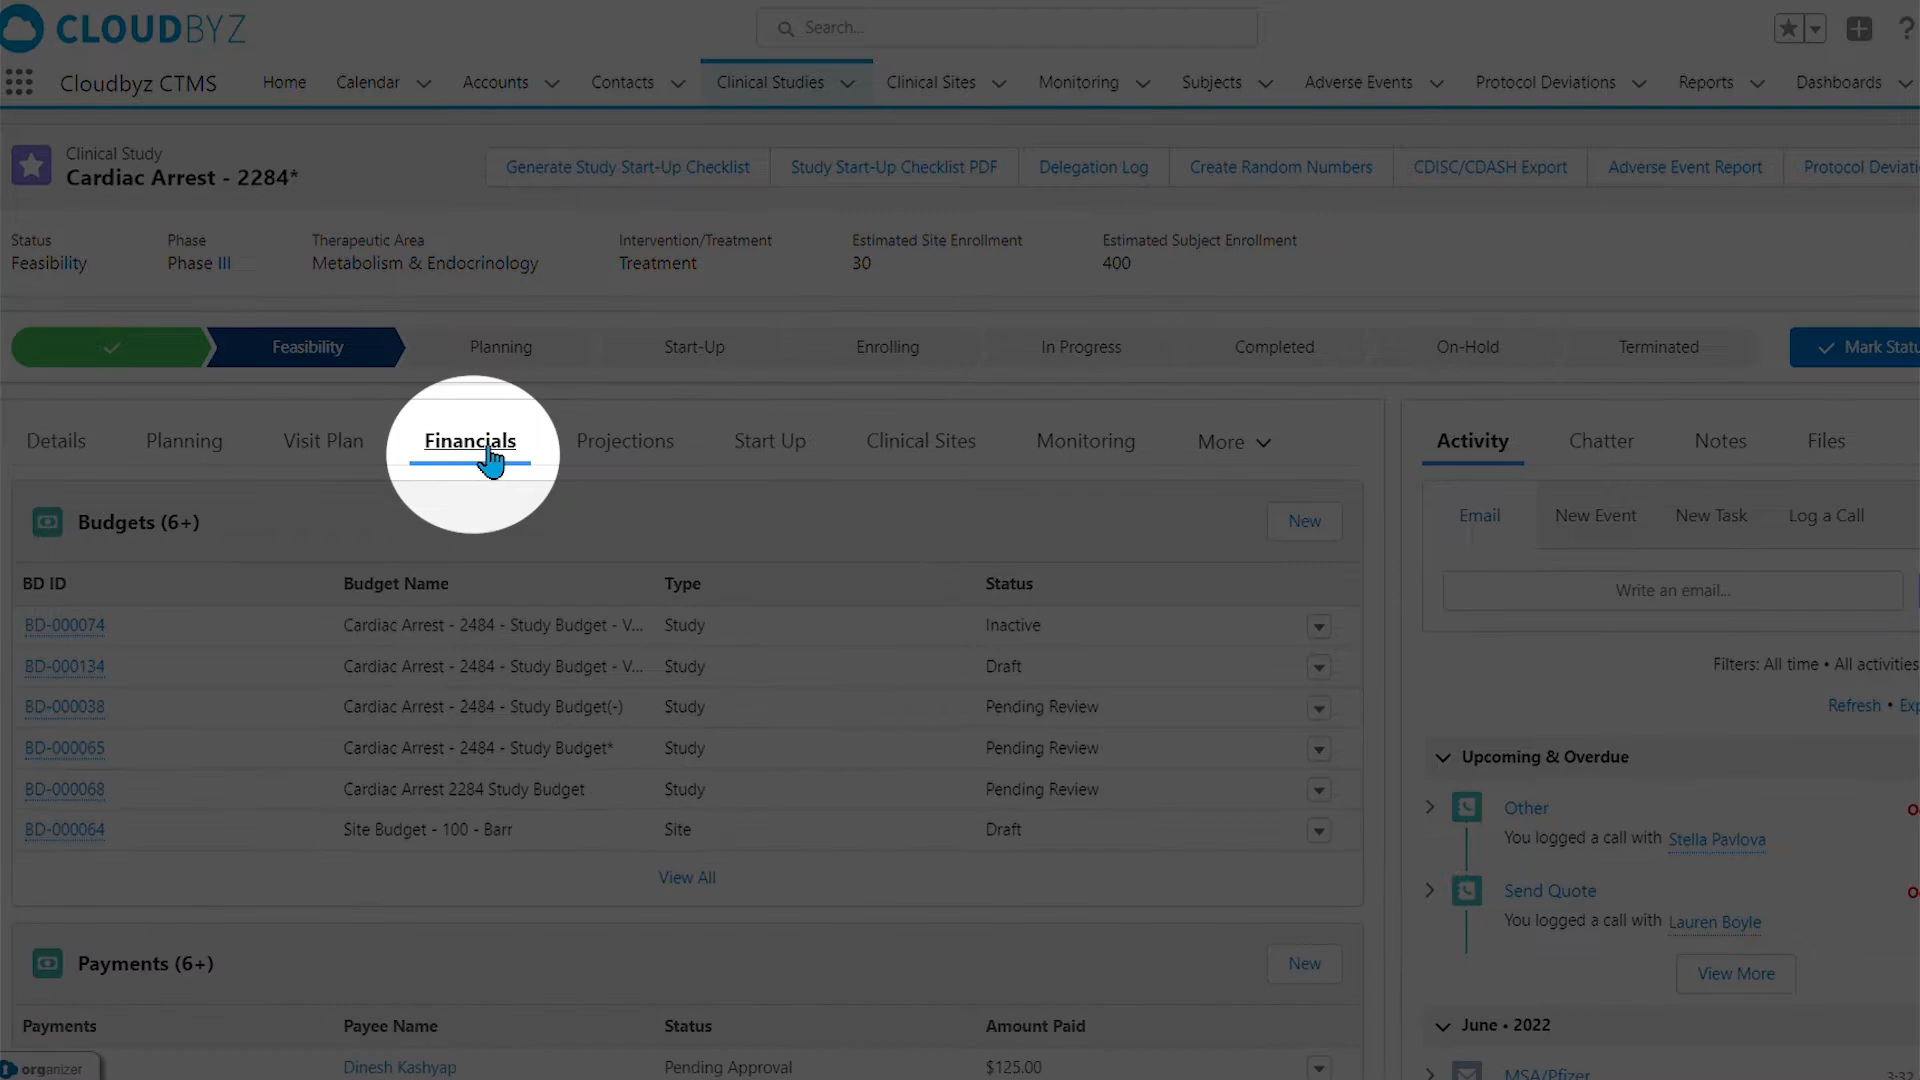 CLOUDBYZ
Search...
Cloudbyz CTMS
Home
Calendar
Accounts
Contacts
Clinical Studies
Clinical Sites
Monitoring
Subjects
Adverse Events
Protocol Deviations
Reports
Dashboards
Clinical Study
Cardiac Arrest - 2284*
Generate Study Start-Up Checklist
Study Start-Up Checklist PDF
Delegation Log
Create Random Numbers
CDISC/CDASH Export
Adverse Event Report
Protocol Deviati
Status
Feasibility
Phase
Phase III
Therapeutic Area
Metabolism & Endocrinology
Intervention/Treatment
Treatment
Estimated Site Enrollment
30
Estimated Subject Enrollment
400
Feasibility
Planning
Start-Up
Enrolling
In Progress
Completed
On-Hold
Terminated
Mark Statu
Details
Planning
Visit Plan
Financials
Projections
Start Up
Clinical Sites
Monitoring
More
Budgets (6+)
New
BD ID Budget Name Type Status
BD-000074 Cardiac Arrest - 2484 - Study Budget - V... Study Inactive
BD-000134 Cardiac Arrest - 2484 - Study Budget - V... Study Draft
BD-000038 Cardiac Arrest - 2484 - Study Budget(-) Study Pending Review
BD-000065 Cardiac Arrest - 2484 - Study Budget* Study Pending Review
BD-000068 Cardiac Arrest 2284 Study Budget Study Pending Review
BD-000064 Site Budget - 100 - Barr Site Draft
View All
Payments (6+)
New
Payments Payee Name Status Amount Paid
Dinesh Kashyap Pending Approval $125.00
organizer
Activity
Chatter
Notes
Files
Email
New Event
New Task
Log a Call
Write an email...
Filters: All time • All activities
Refresh • Exp
Upcoming & Overdue
Other
You logged a call with Stella Pavlova
Send Quote
You logged a call with Lauren Boyle
View More
June • 2022
MSA/Pfizer